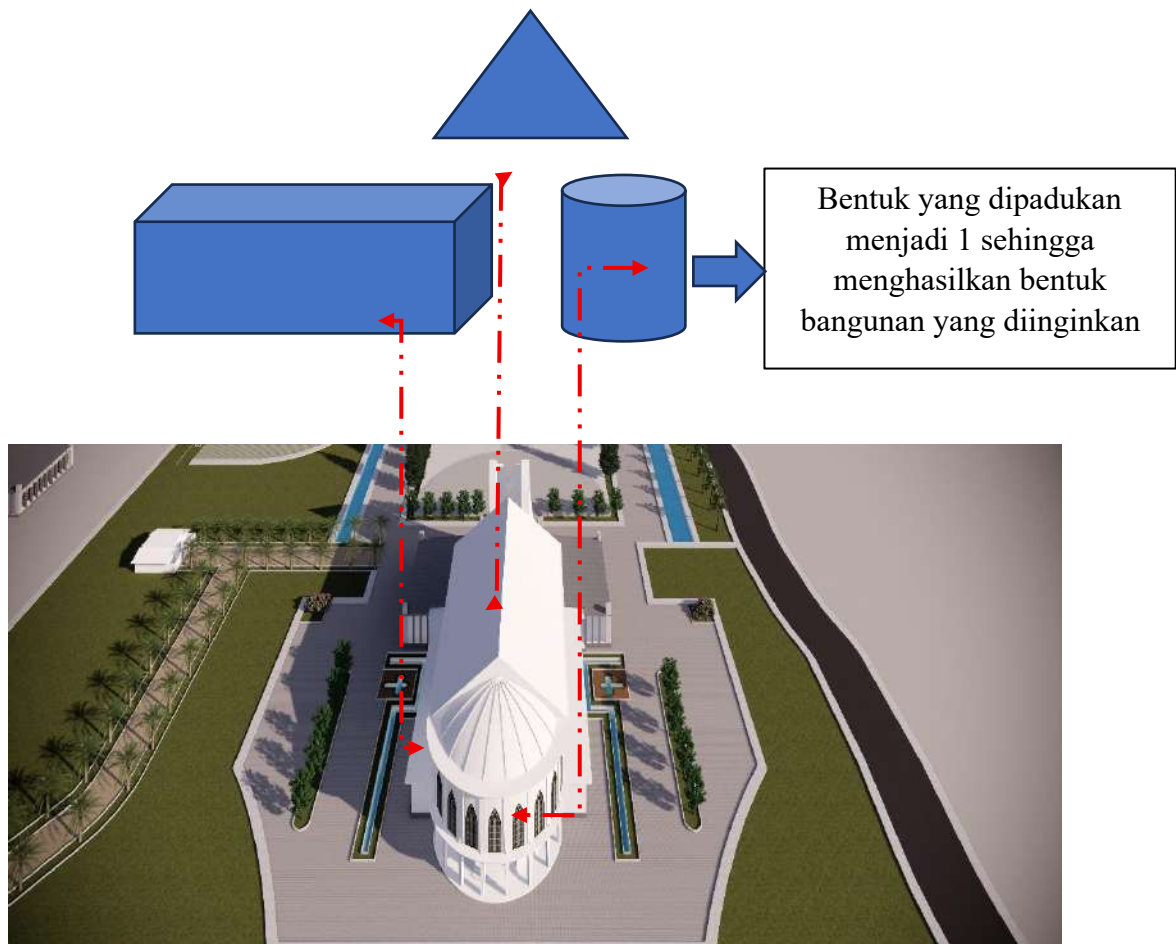 Bentuk yang dipadukan
menjadi 1 sehingga
menghasilkan bentuk
bangunan yang diinginkan